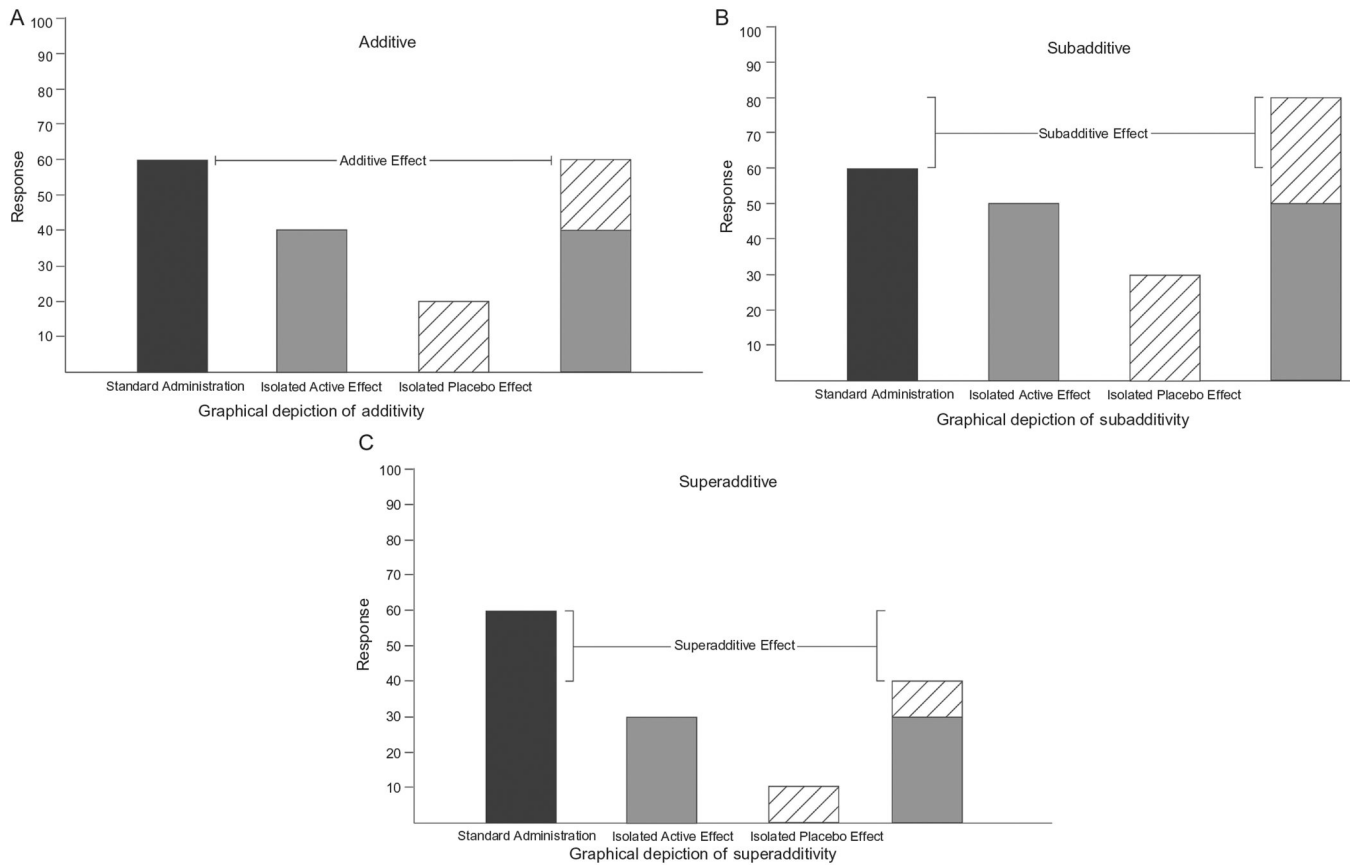 A
Additive
100
90
80
70
60
50
40
30
20
10
Response
Additive Effect
Standard Administration
Isolated Active Effect
Isolated Placebo Effect
Graphical depiction of additivity
B
Subadditive
100
90
80
70
60
50
40
30
20
10
Response
Subadditive Effect
Standard Administration
Isolated Active Effect
Isolated Placebo Effect
Graphical depiction of subadditivity
C
Superadditive
100
90
80
70
60
50
40
30
20
10
Response
Superadditive Effect
Standard Administration
Isolated Active Effect
Isolated Placebo Effect
Graphical depiction of superadditivity